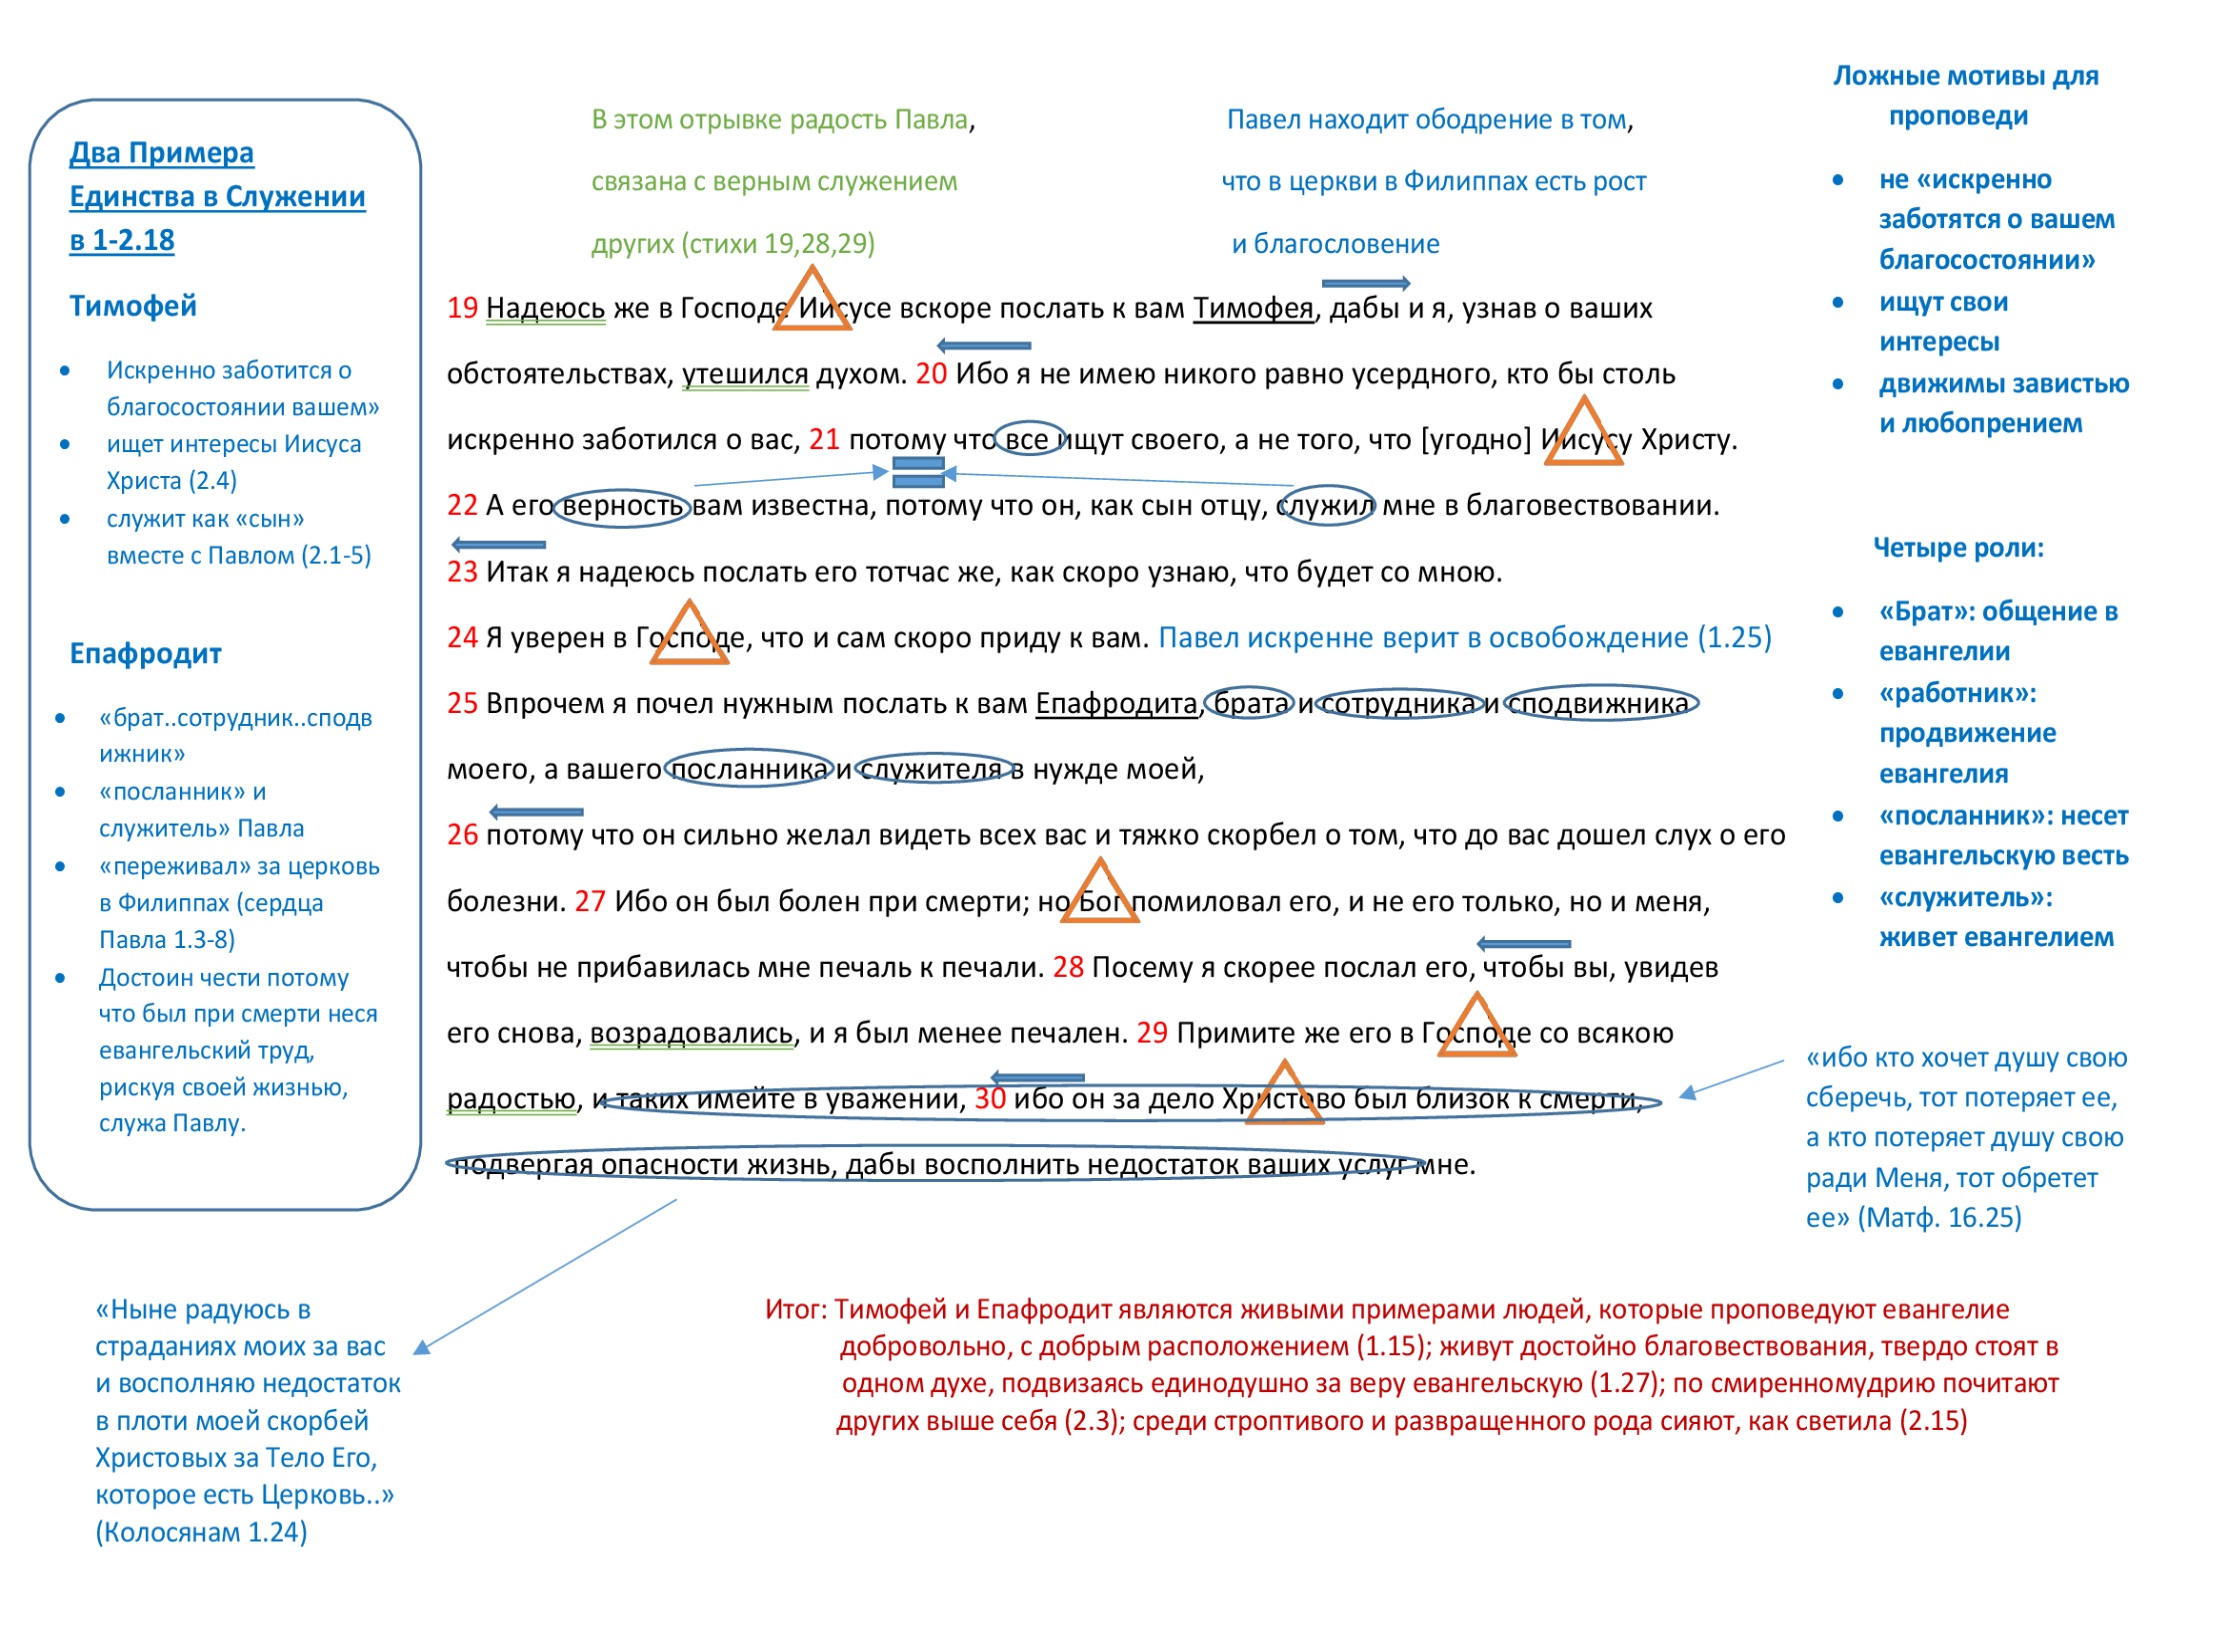 Два Примера
Единства в Служении
в 1-2.18
Тимофей
• Искренно заботится о
благосостоянии вашем»
• ищет интересы Иисуса
Христа (2.4)
• служит как «сын»
вместе с Павлом (2.1-5)
Епафродит
• «брат..сотрудник..сподв
ижник»
• «посланник» и
служитель» Павла
• «переживал» за церковь
в Филиппах (сердца
Павла 1.3-8)
• Достоин чести потому
что был при смерти неся
евангельский труд,
рискуя своей жизнью,
служа Павлу.
В этом отрывке радость Павла,
связана с верным служением
других (стихи 19,28,29)
Павел находит ободрение в том,
что в церкви в Филиппах есть рост
и благословение
19 Надеюсь же в Господе Иисусе вскоре послать к вам Тимофея, дабы и я, узнав о ваших
обстоятельствах, утешился духом. 20 Ибо я не имею никого равно усердного, кто бы столь
искренно заботился о вас, 21 потому что все ищут своего, а не того, что [угодно] Иисусу Христу.
22 А его верность вам известна, потому что он, как сын отцу, служил мне в благовествовании.
23 Итак я надеюсь послать его тотчас же, как скоро узнаю, что будет со мною.
24 Я уверен в Господе, что и сам скоро приду к вам. Павел искренне верит в освобождение (1.25)
25 Впрочем я почел нужным послать к вам Епафродита, брата и сотрудника и сподвижника
моего, а вашего посланника и служителя в нужде моей,
26 потому что он сильно желал видеть всех вас и тяжко скорбел о том, что до вас дошел слух о его
болезни. 27 Ибо он был болен при смерти; но Бог помиловал его, и не его только, но и меня,
чтобы не прибавилась мне печаль к печали. 28 Посему я скорее послал его, чтобы вы, увидев
его снова, возрадовались, и я был менее печален. 29 Примите же его в Господе со всякою
радостью, и таких имейте в уважении, 30 ибо он за дело Христово был близок к смерти,
подвергая опасности жизнь, дабы восполнить недостаток ваших услуг мне.
Ложные мотивы для
проповеди
• не «искренно
заботятся о вашем
благосостоянии»
• ищут свои
интересы
• движимы завистью
и любопрением
Четыре роли:
• «Брат»: общение в
евангелии
• «работник»:
продвижение
евангелия
• «посланник»: несет
евангельскую весть
• «служитель»:
живет евангелием
«ибо кто хочет душу свою
сберечь, тот потеряет ее,
а кто потеряет душу свою
ради Меня, тот обретет
ее» (Матф. 16.25)
«Ныне радуюсь в
страданиях моих за вас
и восполняю недостаток
в плоти моей скорбей
Христовых за Тело Его,
которое есть Церковь..»
(Колосянам 1.24)
Итог: Тимофей и Епафродит являются живыми примерами людей, которые проповедуют евангелие
добровольно, с добрым расположением (1.15); живут достойно благовествования, твердо стоят в
одном духе, подвизаясь единодушно за веру евангельскую (1.27); по смиренномудрию почитают
других выше себя (2.3); среди строптивого и развращенного рода сияют, как светила (2.15)